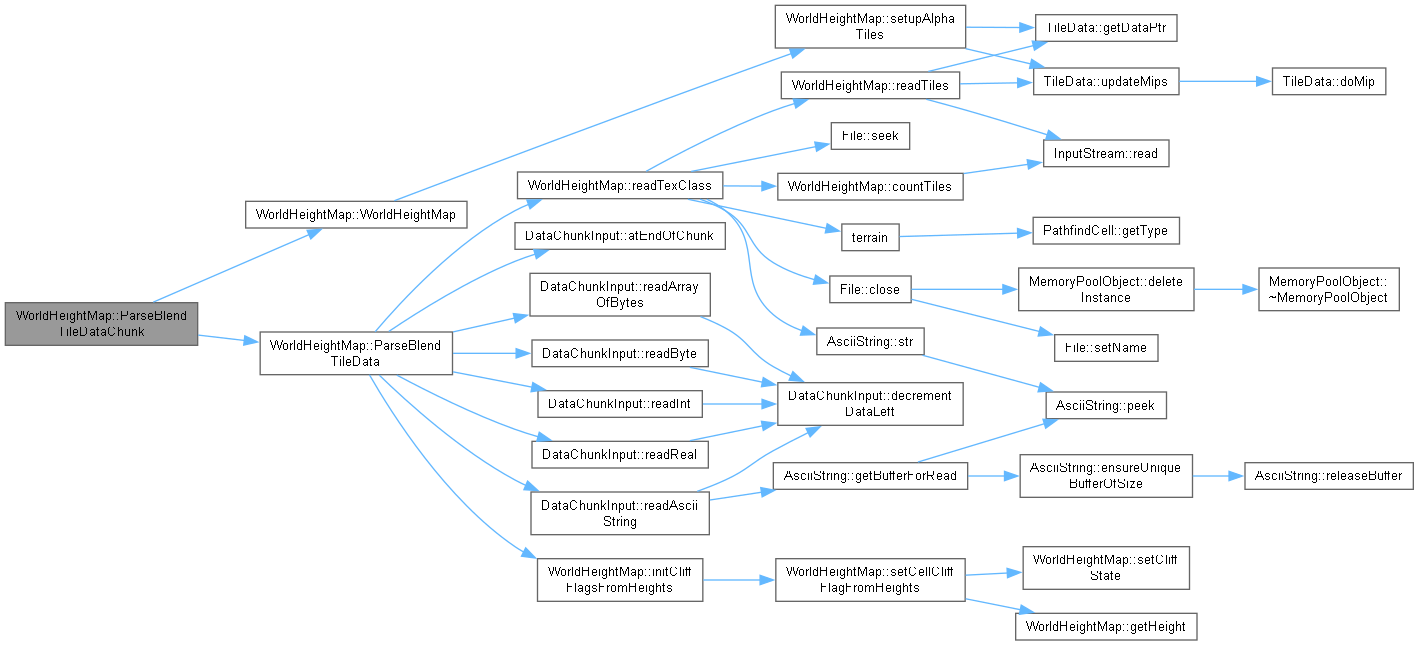 WorldHeightMap::ParseBlend
TileDataChunk
WorldHeightMap::WorldHeightMap
WorldHeightMap::ParseBlend
TileData
WorldHeightMap::setupAlpha
Tiles
WorldHeightMap::readTexClass
DataChunkInput::atEndOfChunk
DataChunkInput::readArray
OfBytes
DataChunkInput::readByte
DataChunkInput::readInt
DataChunkInput::readReal
DataChunkInput::readAscii
String
WorldHeightMap::initCliff
FlagsFromHeights
WorldHeightMap::readTiles
File::seek
WorldHeightMap::countTiles
terrain
File::close
AsciiString::str
DataChunkInput::decrement
DataLeft
AsciiString::getBufferForRead
WorldHeightMap::setCellCliff
FlagFromHeights
TileData::getDataPtr
TileData::updateMips
InputStream::read
PathfindCell::getType
MemoryPoolObject::delete
Instance
File::setName
AsciiString::peek
AsciiString::ensureUnique
BufferOfSize
WorldHeightMap::setCliff
State
WorldHeightMap::getHeight
TileData::doMip
MemoryPoolObject::
~MemoryPoolObject
AsciiString::releaseBuffer